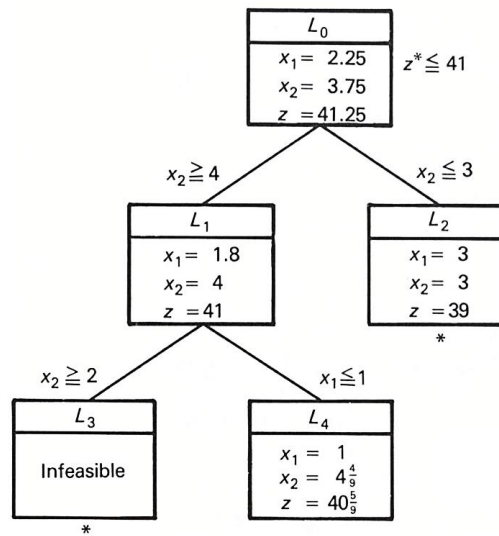 L₀
x₁ = 2.25
x₂ = 3.75
z = 41.25
z* ≦ 41
x₂ ≧ 4
x₂ ≦ 3
L₁
x₁ = 1.8
x₂ = 4
z = 41
L₂
x₁ = 3
x₂ = 3
z = 39
*
x₂ ≧ 2
x₁ ≦ 1
L₃
Infeasible
*
L₄
x₁ = 1
x₂ = 4 4/9
z = 40 5/9